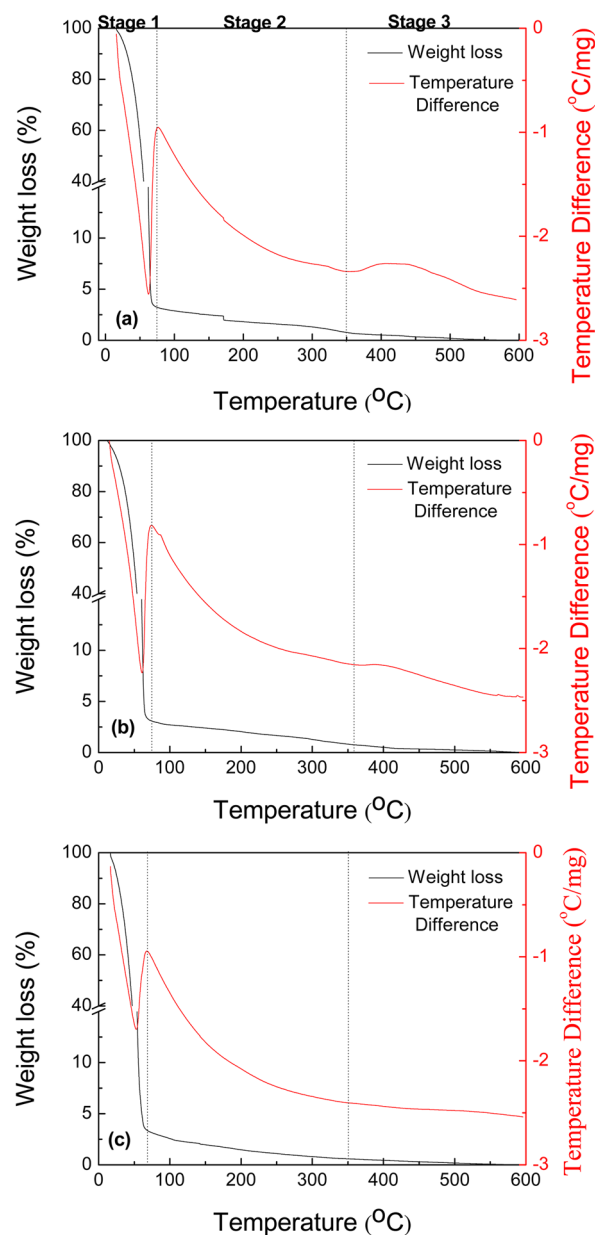 Stage 1 Stage 2 Stage 3
Weight loss
Temperature
Difference
100
80
60
40
10
5
0
0
-1
-2
-3
Weight loss (%)
Temperature Difference (°C/mg)
(a)
0 100 200 300 400 500 600
Temperature (°C)
Weight loss
Temperature
Difference
100
80
60
40
10
5
0
0
-1
-2
-3
Weight loss (%)
Temperature Difference (°C/mg)
(b)
0 100 200 300 400 500 600
Temperature (°C)
Weight loss
Temperature
Difference
100
80
60
40
10
5
0
0
-1
-2
-3
Weight loss (%)
Temperature Difference (°C/mg)
(c)
0 100 200 300 400 500 600
Temperature (°C)